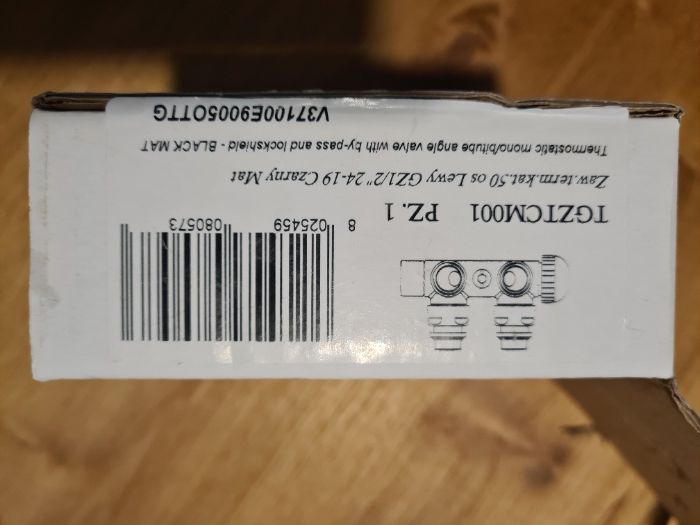 V37100E9005OTTG
Thermostatic mono/bitube angle valve with by-pass and lockshield - BLACK MAT
Zaw.term.kat.50 os Lewy GZ1/2" 24-19 Czarny Mat
TGZTCM001 PZ. 1
8 025459 080573